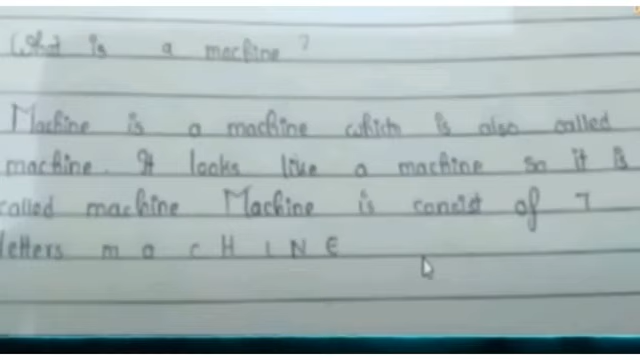 What is a machine ?
Machine is a machine which is also called
machine. It looks like a machine so it is
called machine Machine is consist of 7
letters m a c H I N E